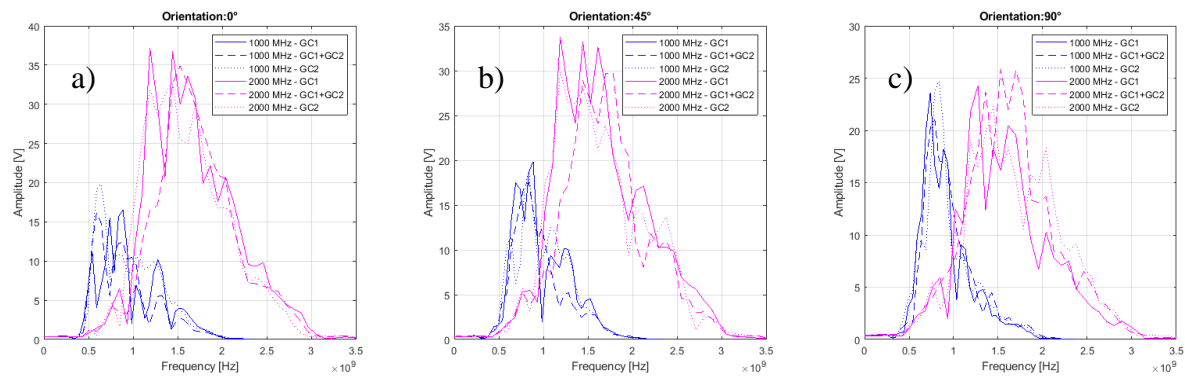 Orientation:0°
40
35
30
25
20
15
10
5
0
Amplitude [V]
a)
1000 MHz - GC1
1000 MHz - GC1+GC2
1000 MHz - GC2
2000 MHz - GC1
2000 MHz - GC1+GC2
2000 MHz - GC2
0 0.5 1 1.5 2 2.5 3 3.5
Frequency [Hz]
×10⁹
Orientation:45°
35
30
25
20
15
10
5
0
Amplitude [V]
b)
1000 MHz - GC1
1000 MHz - GC1+GC2
1000 MHz - GC2
2000 MHz - GC1
2000 MHz - GC1+GC2
2000 MHz - GC2
0 0.5 1 1.5 2 2.5 3 3.5
Frequency [Hz]
×10⁹
Orientation:90°
30
25
20
15
10
5
0
Amplitude [V]
c)
1000 MHz - GC1
1000 MHz - GC1+GC2
1000 MHz - GC2
2000 MHz - GC1
2000 MHz - GC1+GC2
2000 MHz - GC2
0 0.5 1 1.5 2 2.5 3 3.5
Frequency [Hz]
×10⁹